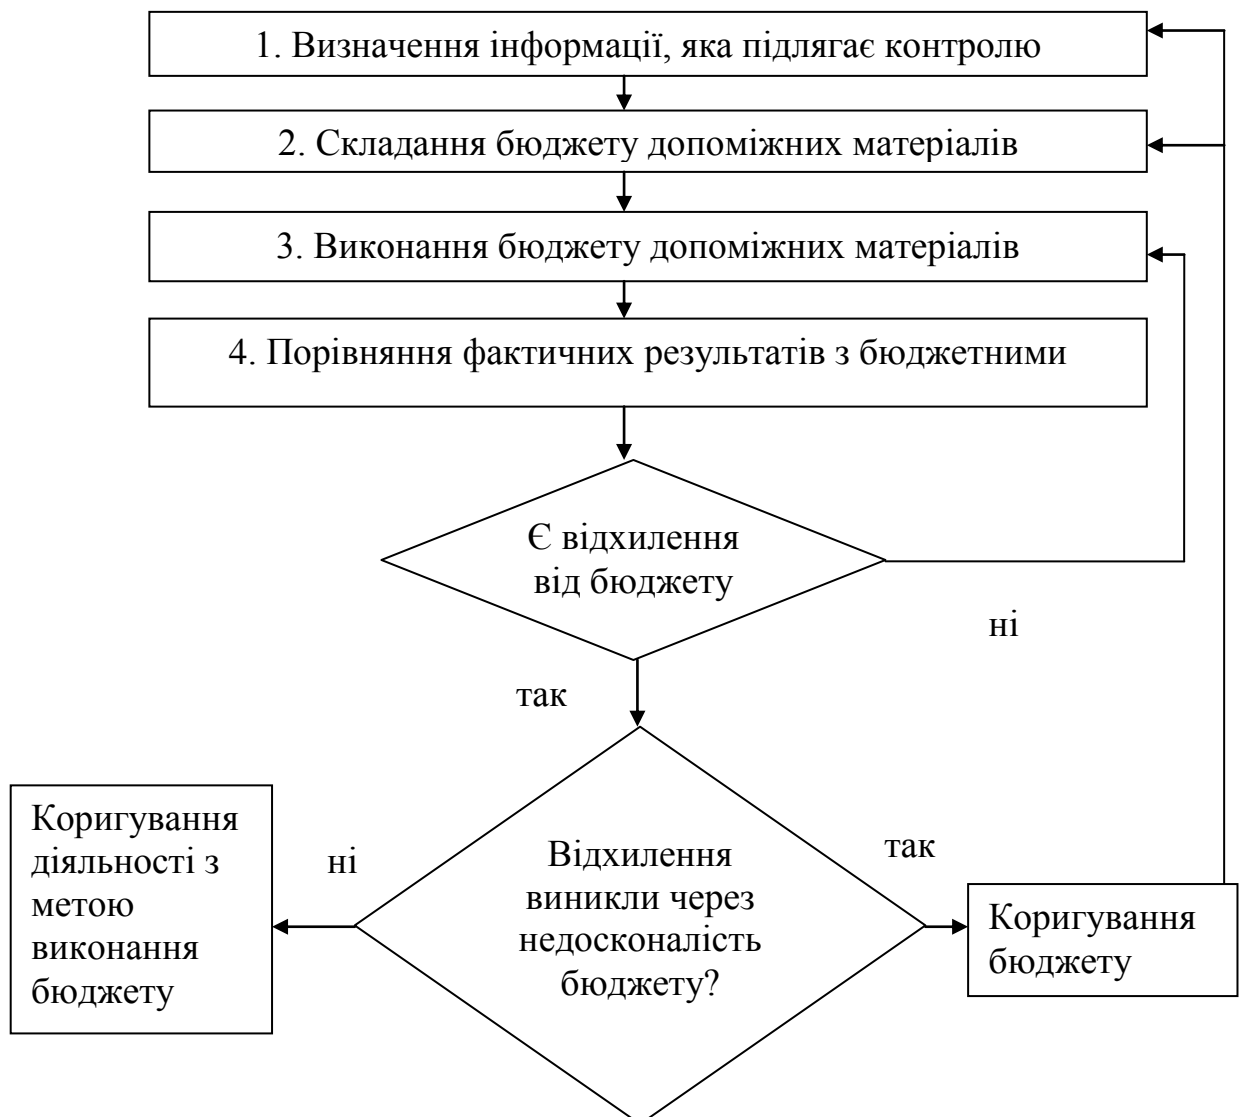 1. Визначення інформації, яка підлягає контролю
2. Складання бюджету допоміжних матеріалів
3. Виконання бюджету допоміжних матеріалів
4. Порівняння фактичних результатів з бюджетними
Є відхилення
від бюджету
ні
так
Коригування
діяльності з
метою
виконання
бюджету
ні
Відхилення
виникли через
недосконалість
бюджету?
так
Коригування
бюджету